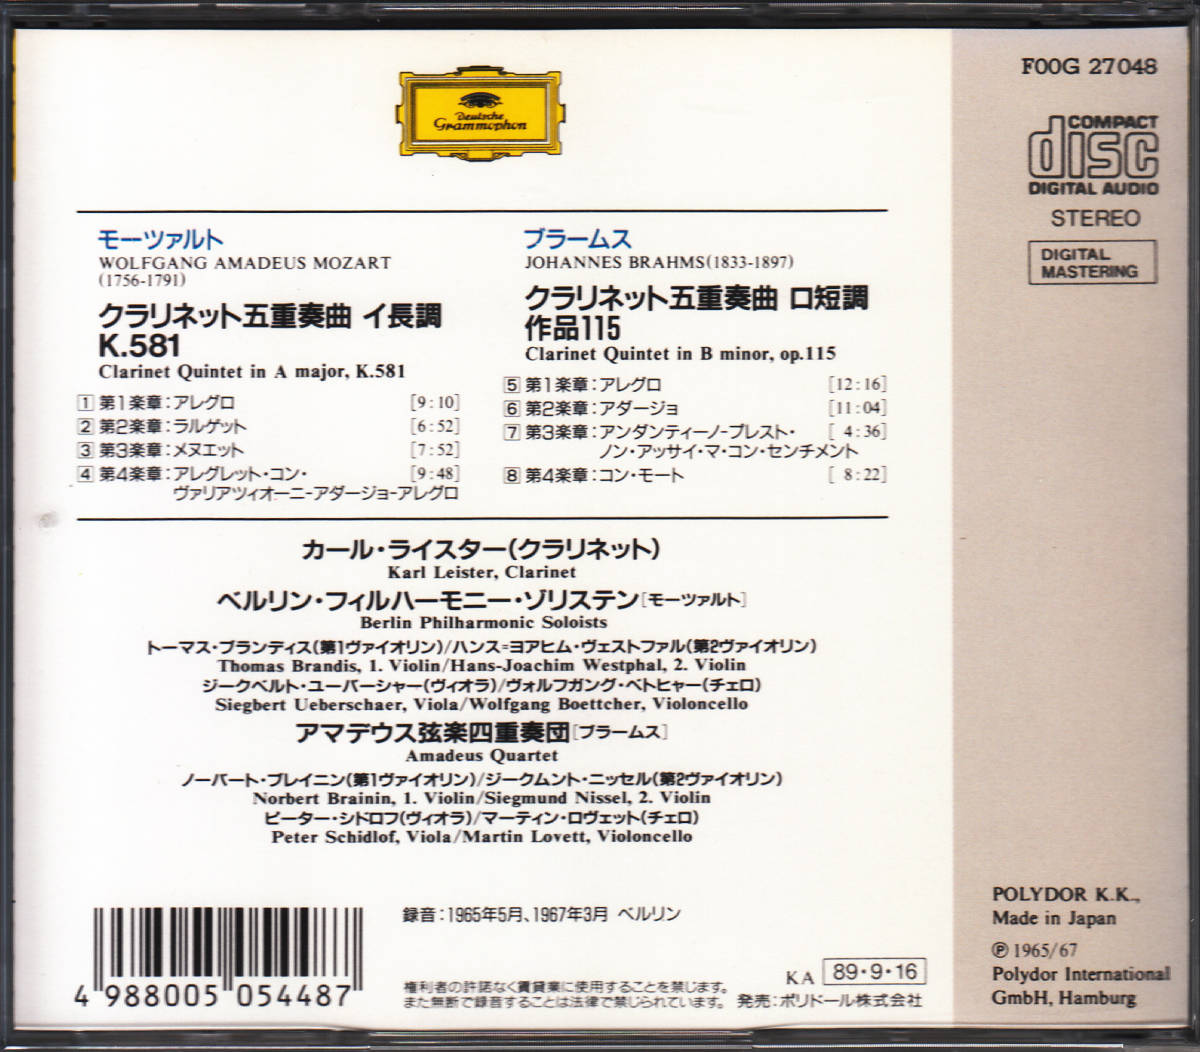 Deutsche
Grammophon
FOOG 27048
COMPACT
disc
DIGITAL AUDIO
STEREO
DIGITAL
MASTERING
モーツァルト
WOLFGANG AMADEUS MOZART
(1756-1791)
クラリネット五重奏曲 イ長調
K.581
Clarinet Quintet in A major, K.581
1 第1楽章:アレグロ [9:10]
2 第2楽章:ラルゲット [6:52]
3 第3楽章:メヌエット [7:52]
4 第4楽章:アレグレット・コン・ [9:48]
ヴァリアツィオーニ-アダージョ-アレグロ
ブラームス
JOHANNES BRAHMS(1833-1897)
クラリネット五重奏曲 ロ短調
作品115
Clarinet Quintet in B minor, op.115
5 第1楽章:アレグロ [12:16]
6 第2楽章:アダージョ [11:04]
7 第3楽章:アンダンティーノ-プレスト・ [ 4:36]
ノン・アッサイ・マ・コン・センチメント
8 第4楽章:コン・モート [ 8:22]
カール・ライスター(クラリネット)
Karl Leister, Clarinet
ベルリン・フィルハーモニー・ゾリステン[モーツァルト]
Berlin Philharmonic Soloists
トーマス・ブランディス(第1ヴァイオリン)/ハンス=ヨアヒム・ヴェストファル(第2ヴァイオリン)
Thomas Brandis, 1. Violin/Hans-Joachim Westphal, 2. Violin
ジークベルト・ユーバーシャー(ヴィオラ)/ヴォルフガング・ベトヒャー(チェロ)
Siegbert Ueberschaer, Viola/Wolfgang Boettcher, Violoncello
アマデウス弦楽四重奏団[ブラームス]
Amadeus Quartet
ノーバート・ブレイニン(第1ヴァイオリン)/ジークムント・ニッセル(第2ヴァイオリン)
Norbert Brainin, 1. Violin/Siegmund Nissel, 2. Violin
ピーター・シドロフ(ヴィオラ)/マーティン・ロヴェット(チェロ)
Peter Schidlof, Viola/Martin Lovett, Violoncello
録音:1965年5月、1967年3月 ベルリン
権利者の許諾なく賃貸業に使用することを禁じます。
また無断で録音することは法律で禁じられています。
KA 89・9・16
発売:ポリドール株式会社
4 988005 054487
POLYDOR K.K.,
Made in Japan
Ⓟ 1965/67
Polydor International
GmbH, Hamburg